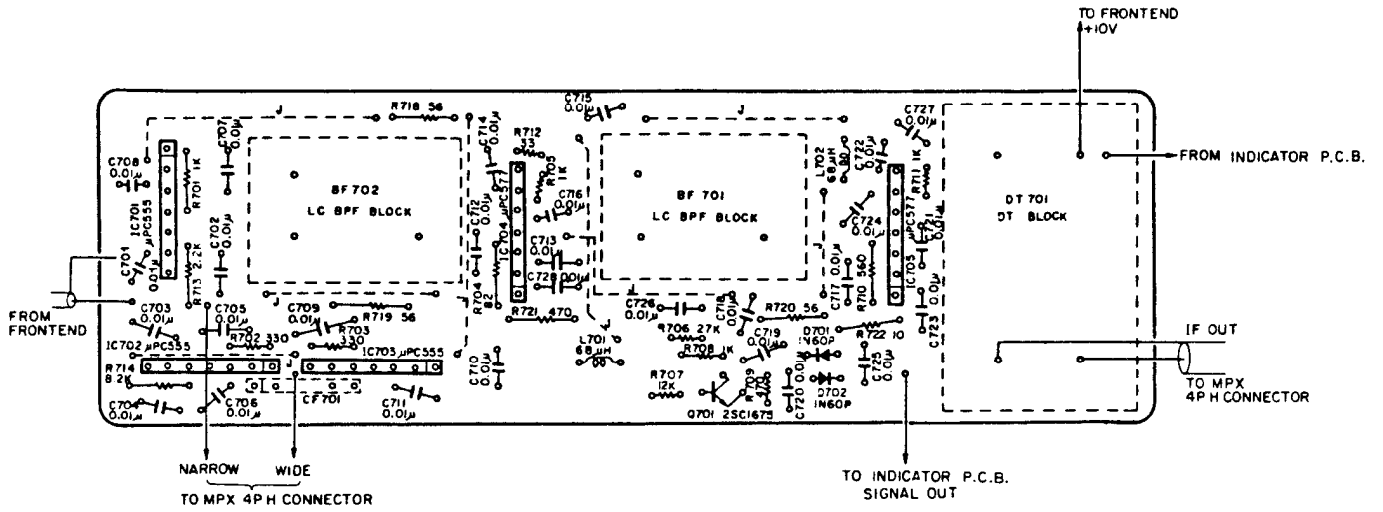 TO FRONTEND
+10V
FROM INDICATOR P.C.B.
C708
0.01μ
IC701
μPC555
R701 1K
C707
0.01μ
J
R718 56
C714
0.01μ
R712
33
R705
1K
C715
0.01μ
J
C727
0.01μ
L702
68μH
C722
0.01μ
R711 1K
BF702
LC BPF BLOCK
BF 701
LC BPF BLOCK
DT701
DT BLOCK
C701
0.01μ
R713 2.2K
C702
0.01μ
C712
0.01μ
IC704 μPC577
C716
0.01μ
C713
0.01μ
C728 0.01μ
C724
0.01μ
μPC577
IC705
C721
0.01μ
J
C717 0.01μ
R710 560
C723
0.01μ
FROM
FRONTEND
C703
0.01μ
C705
0.01μ
J
C709
0.01μ
R719 56
J
R704
82
R721 470
J
C726
0.01μ
C718
0.01μ
R720 56
R722 10
R702 330
R703
330
IC702 μPC555
IC703 μPC555
J
L701
68μH
J
R706 27K
R708 1K
C719
0.01μ
D701
1N60P
R714
8.2K
C710
0.01μ
R707
12K
R709
470
C720 0.01μ
D702
1N60P
C725
0.01μ
IF OUT
TO MPX
4P H CONNECTOR
C704
0.01μ
C706
0.01μ
CF701
C711
0.01μ
Q701 2SC1675
NARROW WIDE
TO MPX 4P H CONNECTOR
TO INDICATOR P.C.B.
SIGNAL OUT